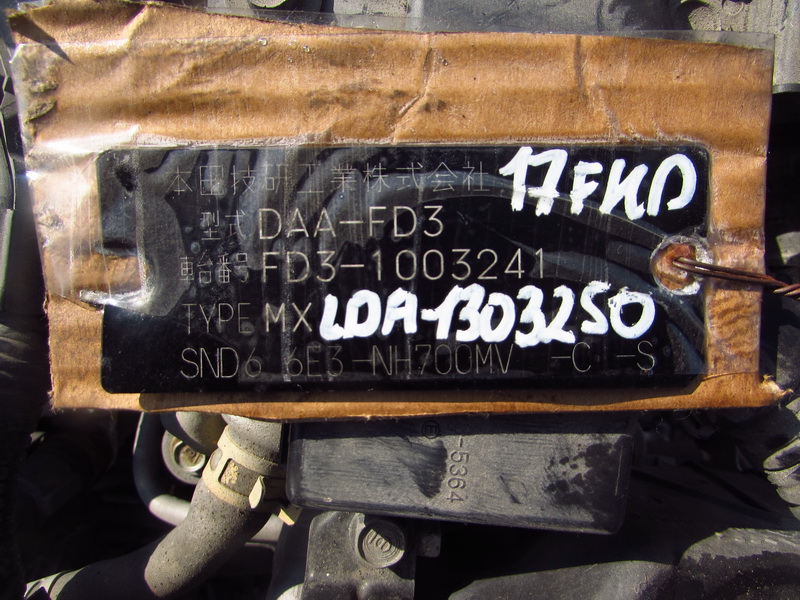 本田技研工業株式会社 17FKD
型式 DAA-FD3
車台番号 FD3-1003241
TYPE MX LDA-1303250
SND6 6E3 -NH700MV -C -S
-5364